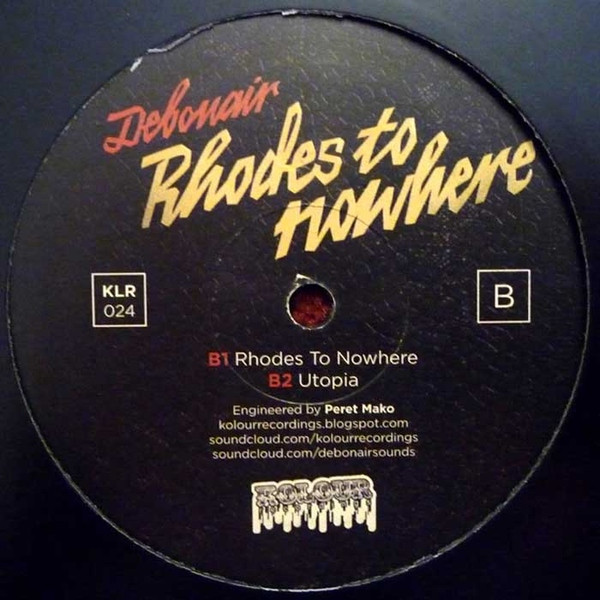 Debonair
Rhodes to
nowhere
KLR
024
B
B1 Rhodes To Nowhere
B2 Utopia
Engineered by Peret Mako
kolourrecordings.blogspot.com
soundcloud.com/kolourrecordings
soundcloud.com/debonairsounds
KOLOUR